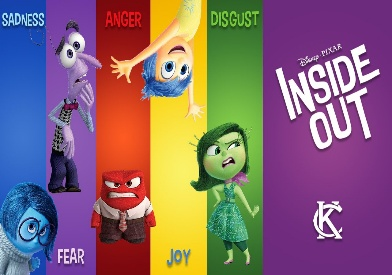 SADNESS
ANGER
DISGUST
FEAR
JOY
Disney PIXAR
INSIDE
OUT
KC